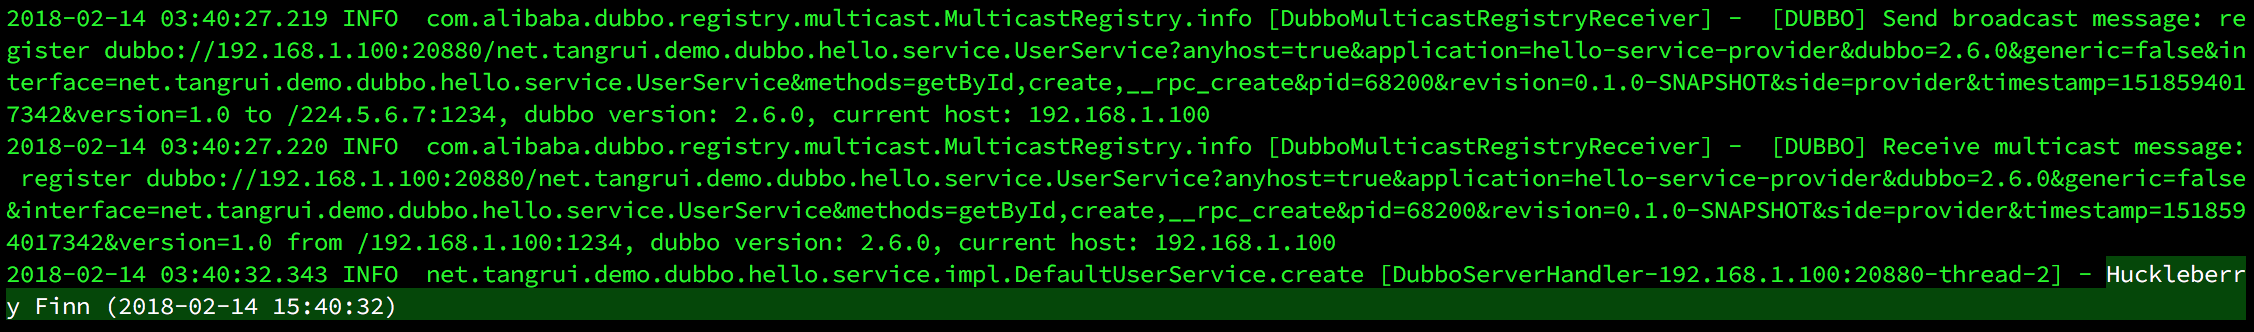 2018-02-14 03:40:27.219 INFO  com.alibaba.dubbo.registry.multicast.MulticastRegistry.info [DubboMulticastRegistryReceiver] -  [DUBBO] Send broadcast message: re
gister dubbo://192.168.1.100:20880/net.tangrui.demo.dubbo.hello.service.UserService?anyhost=true&application=hello-service-provider&dubbo=2.6.0&generic=false&in
terface=net.tangrui.demo.dubbo.hello.service.UserService&methods=getById,create,__rpc_create&pid=68200&revision=0.1.0-SNAPSHOT&side=provider&timestamp=151859401
7342&version=1.0 to /224.5.6.7:1234, dubbo version: 2.6.0, current host: 192.168.1.100
2018-02-14 03:40:27.220 INFO  com.alibaba.dubbo.registry.multicast.MulticastRegistry.info [DubboMulticastRegistryReceiver] -  [DUBBO] Receive multicast message:
 register dubbo://192.168.1.100:20880/net.tangrui.demo.dubbo.hello.service.UserService?anyhost=true&application=hello-service-provider&dubbo=2.6.0&generic=false
&interface=net.tangrui.demo.dubbo.hello.service.UserService&methods=getById,create,__rpc_create&pid=68200&revision=0.1.0-SNAPSHOT&side=provider&timestamp=151859
4017342&version=1.0 from /192.168.1.100:1234, dubbo version: 2.6.0, current host: 192.168.1.100
2018-02-14 03:40:32.343 INFO  net.tangrui.demo.dubbo.hello.service.impl.DefaultUserService.create [DubboServerHandler-192.168.1.100:20880-thread-2] - Huckleberr
y Finn (2018-02-14 15:40:32)